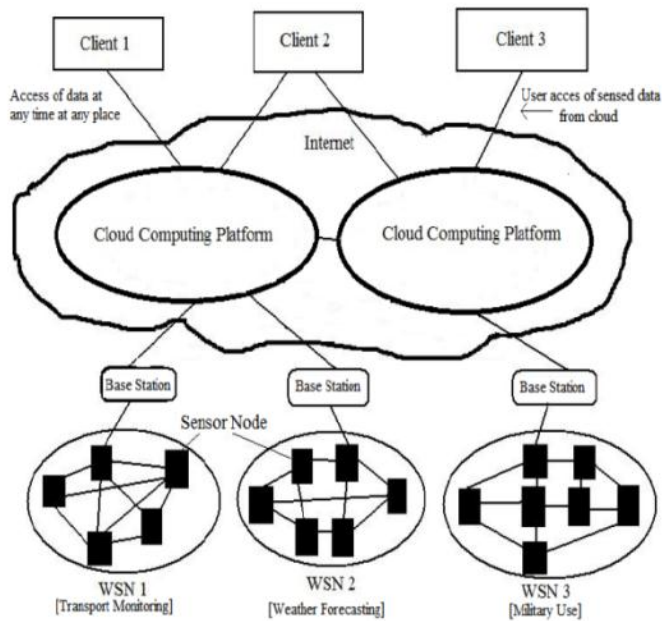 Client 1
Client 2
Client 3
Access of data at
any time at any place
User acces of sensed data
from cloud
Internet
Cloud Computing Platform
Cloud Computing Platform
Base Station
Base Station
Base Station
Sensor Node
WSN 1
[Transport Monitoring]
WSN 2
[Weather Forecasting]
WSN 3
[Military Use]